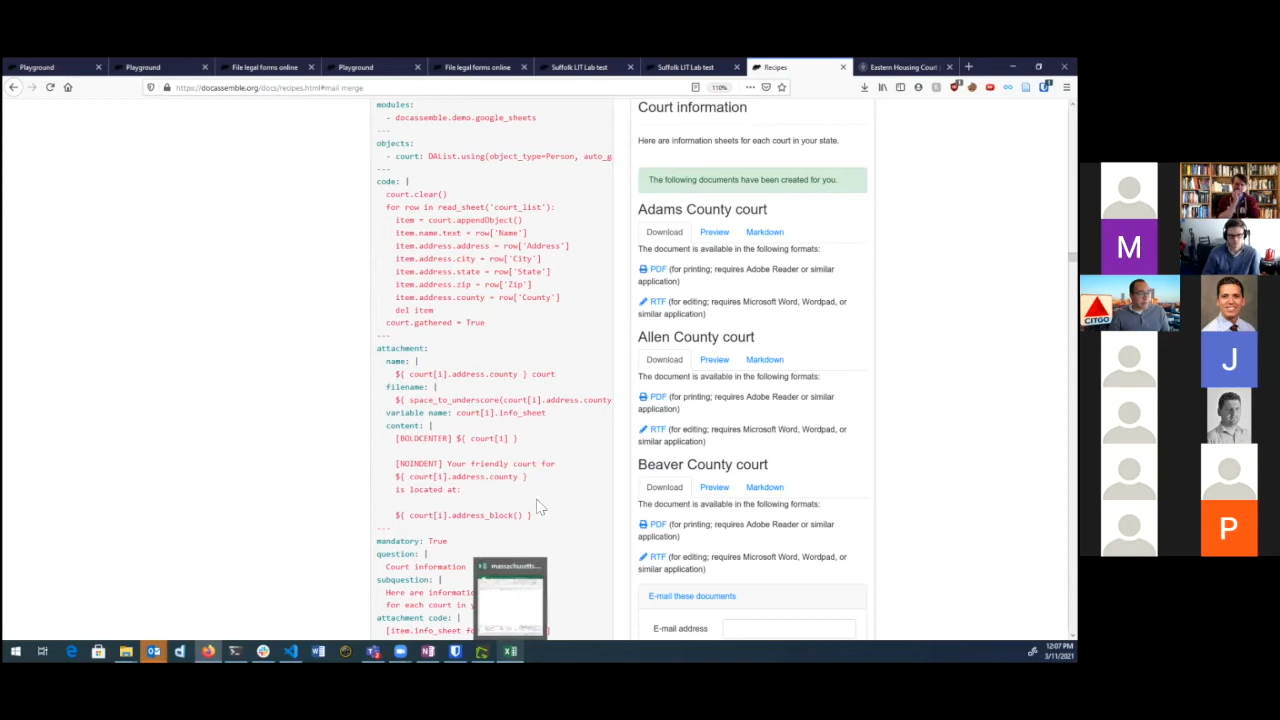 Playground
Playground
File legal forms online
Playground
File legal forms online
Suffolk LIT Lab test
Suffolk LIT Lab test
Recipes
Eastern Housing Court
https://docassemble.org/docs/recipes.html#mail merge
110%
modules:
- docassemble.demo.google_sheets
---
objects:
- court: DAList.using(object_type=Person, auto_g
---
code: |
court.clear()
for row in read_sheet('court_list'):
item = court.appendObject()
item.name.text = row['Name']
item.address.address = row['Address']
item.address.city = row['City']
item.address.state = row['State']
item.address.zip = row['Zip']
item.address.county = row['County']
del item
court.gathered = True
---
attachment:
name: |
${ court[i].address.county } court
filename: |
${ space_to_underscore(court[i].address.county
variable name: court[i].info_sheet
content: |
[BOLDCENTER] ${ court[i] }
[NOINDENT] Your friendly court for
${ court[i].address.county }
is located at:
${ court[i].address_block() }
---
mandatory: True
question: |
Court information
subquestion: |
Here are informatio
for each court in y
attachment code: |
[item.info_sheet fo
]
massachusetts...
Court information
Here are information sheets for each court in your state.
The following documents have been created for you.
Adams County court
Download Preview Markdown
The document is available in the following formats:
PDF (for printing; requires Adobe Reader or similar
application)
RTF (for editing; requires Microsoft Word, Wordpad, or
similar application)
Allen County court
Download Preview Markdown
The document is available in the following formats:
PDF (for printing; requires Adobe Reader or similar
application)
RTF (for editing; requires Microsoft Word, Wordpad, or
similar application)
Beaver County court
Download Preview Markdown
The document is available in the following formats:
PDF (for printing; requires Adobe Reader or similar
application)
RTF (for editing; requires Microsoft Word, Wordpad, or
similar application)
E-mail these documents
E-mail address
12:07 PM
3/11/2021
M
CITGO
J
P